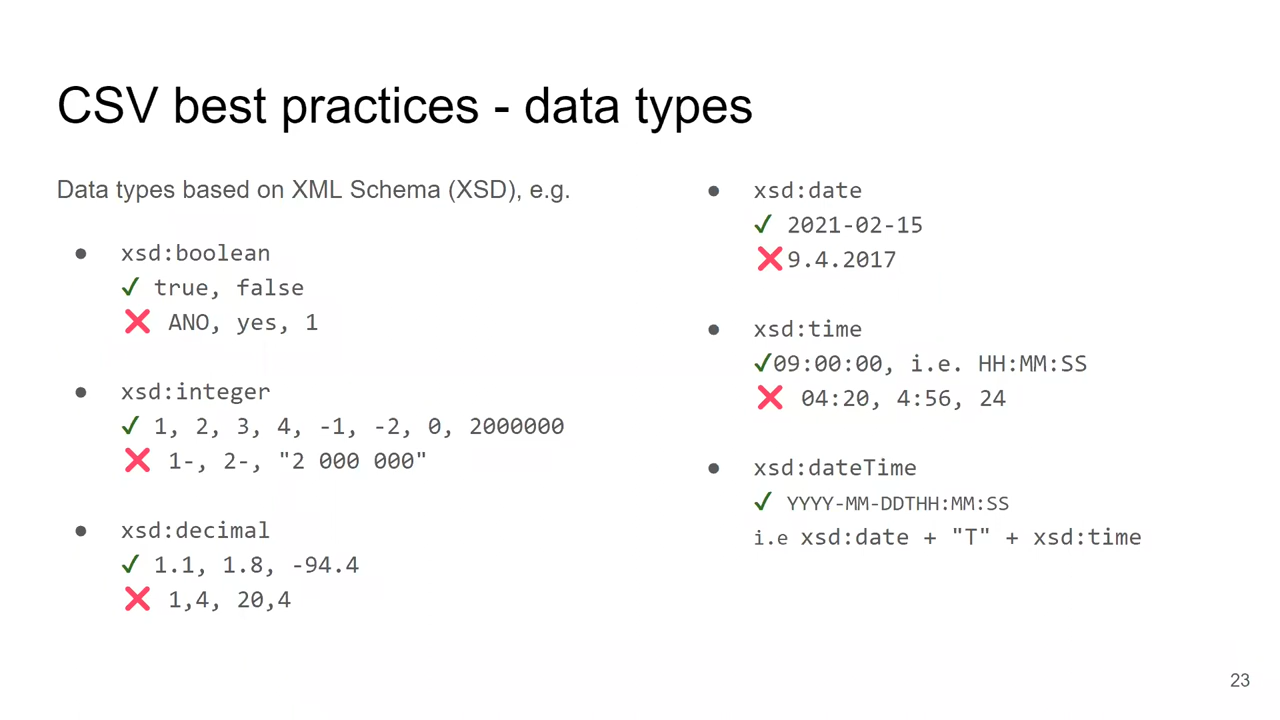 CSV best practices - data types
Data types based on XML Schema (XSD), e.g.
● xsd:boolean
✓ true, false
❌ ANO, yes, 1
● xsd:integer
✓ 1, 2, 3, 4, -1, -2, 0, 2000000
❌ 1-, 2-, "2 000 000"
● xsd:decimal
✓ 1.1, 1.8, -94.4
❌ 1,4, 20,4
● xsd:date
✓ 2021-02-15
❌ 9.4.2017
● xsd:time
✓09:00:00, i.e. HH:MM:SS
❌ 04:20, 4:56, 24
● xsd:dateTime
✓ YYYY-MM-DDTHH:MM:SS
i.e xsd:date + "T" + xsd:time
23